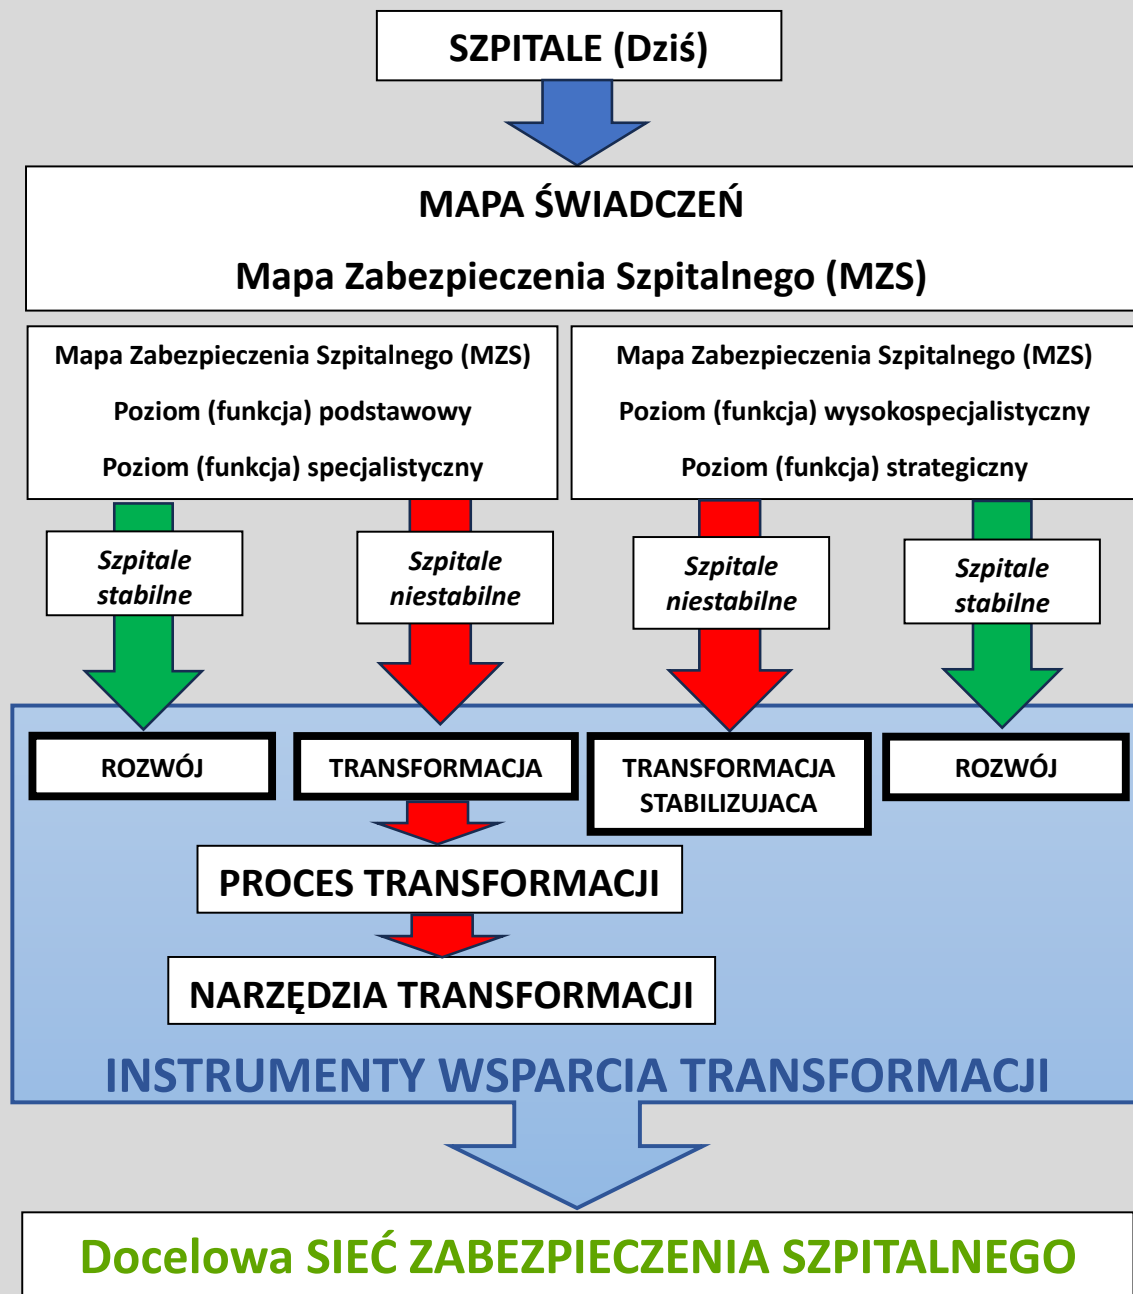 SZPITALE (Dziś)
MAPA ŚWIADCZEŃ
Mapa Zabezpieczenia Szpitalnego (MZS)
Mapa Zabezpieczenia Szpitalnego (MZS)
Poziom (funkcja) podstawowy
Poziom (funkcja) specjalistyczny
Mapa Zabezpieczenia Szpitalnego (MZS)
Poziom (funkcja) wysokospecjalistyczny
Poziom (funkcja) strategiczny
Szpitale
stabilne
Szpitale
niestabilne
Szpitale
niestabilne
Szpitale
stabilne
ROZWÓJ
TRANSFORMACJA
TRANSFORMACJA
STABILIZUJACA
ROZWÓJ
PROCES TRANSFORMACJI
NARZĘDZIA TRANSFORMACJI
INSTRUMENTY WSPARCIA TRANSFORMACJI
Docelowa SIEĆ ZABEZPIECZENIA SZPITALNEGO